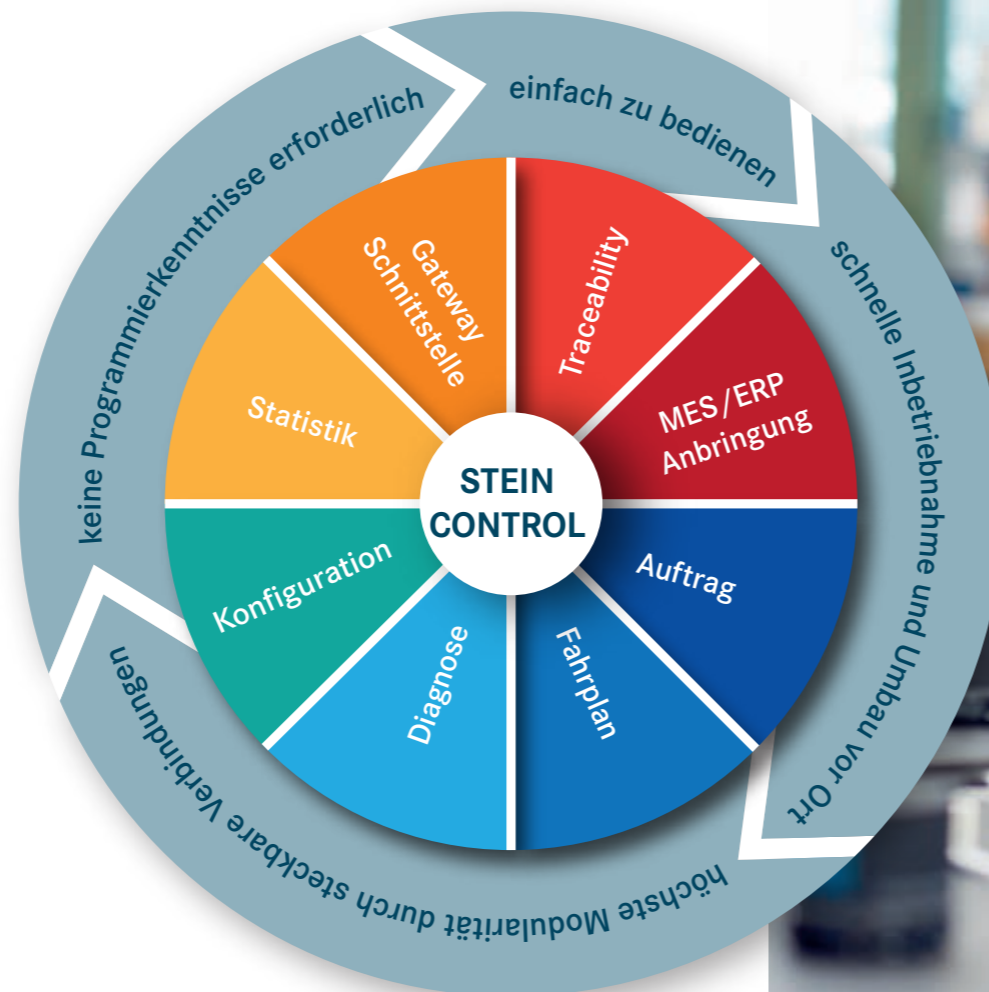 einfach zu bedienen
schnelle Inbetriebnahme und Umbau vor Ort
höchste Modularität durch steckbare Verbindungen
keine Programmierkenntnisse erforderlich
Traceability
MES/ERP
Anbringung
Auftrag
Fahrplan
Diagnose
Konfiguration
Statistik
Gateway
Schnittstelle
STEIN
CONTROL